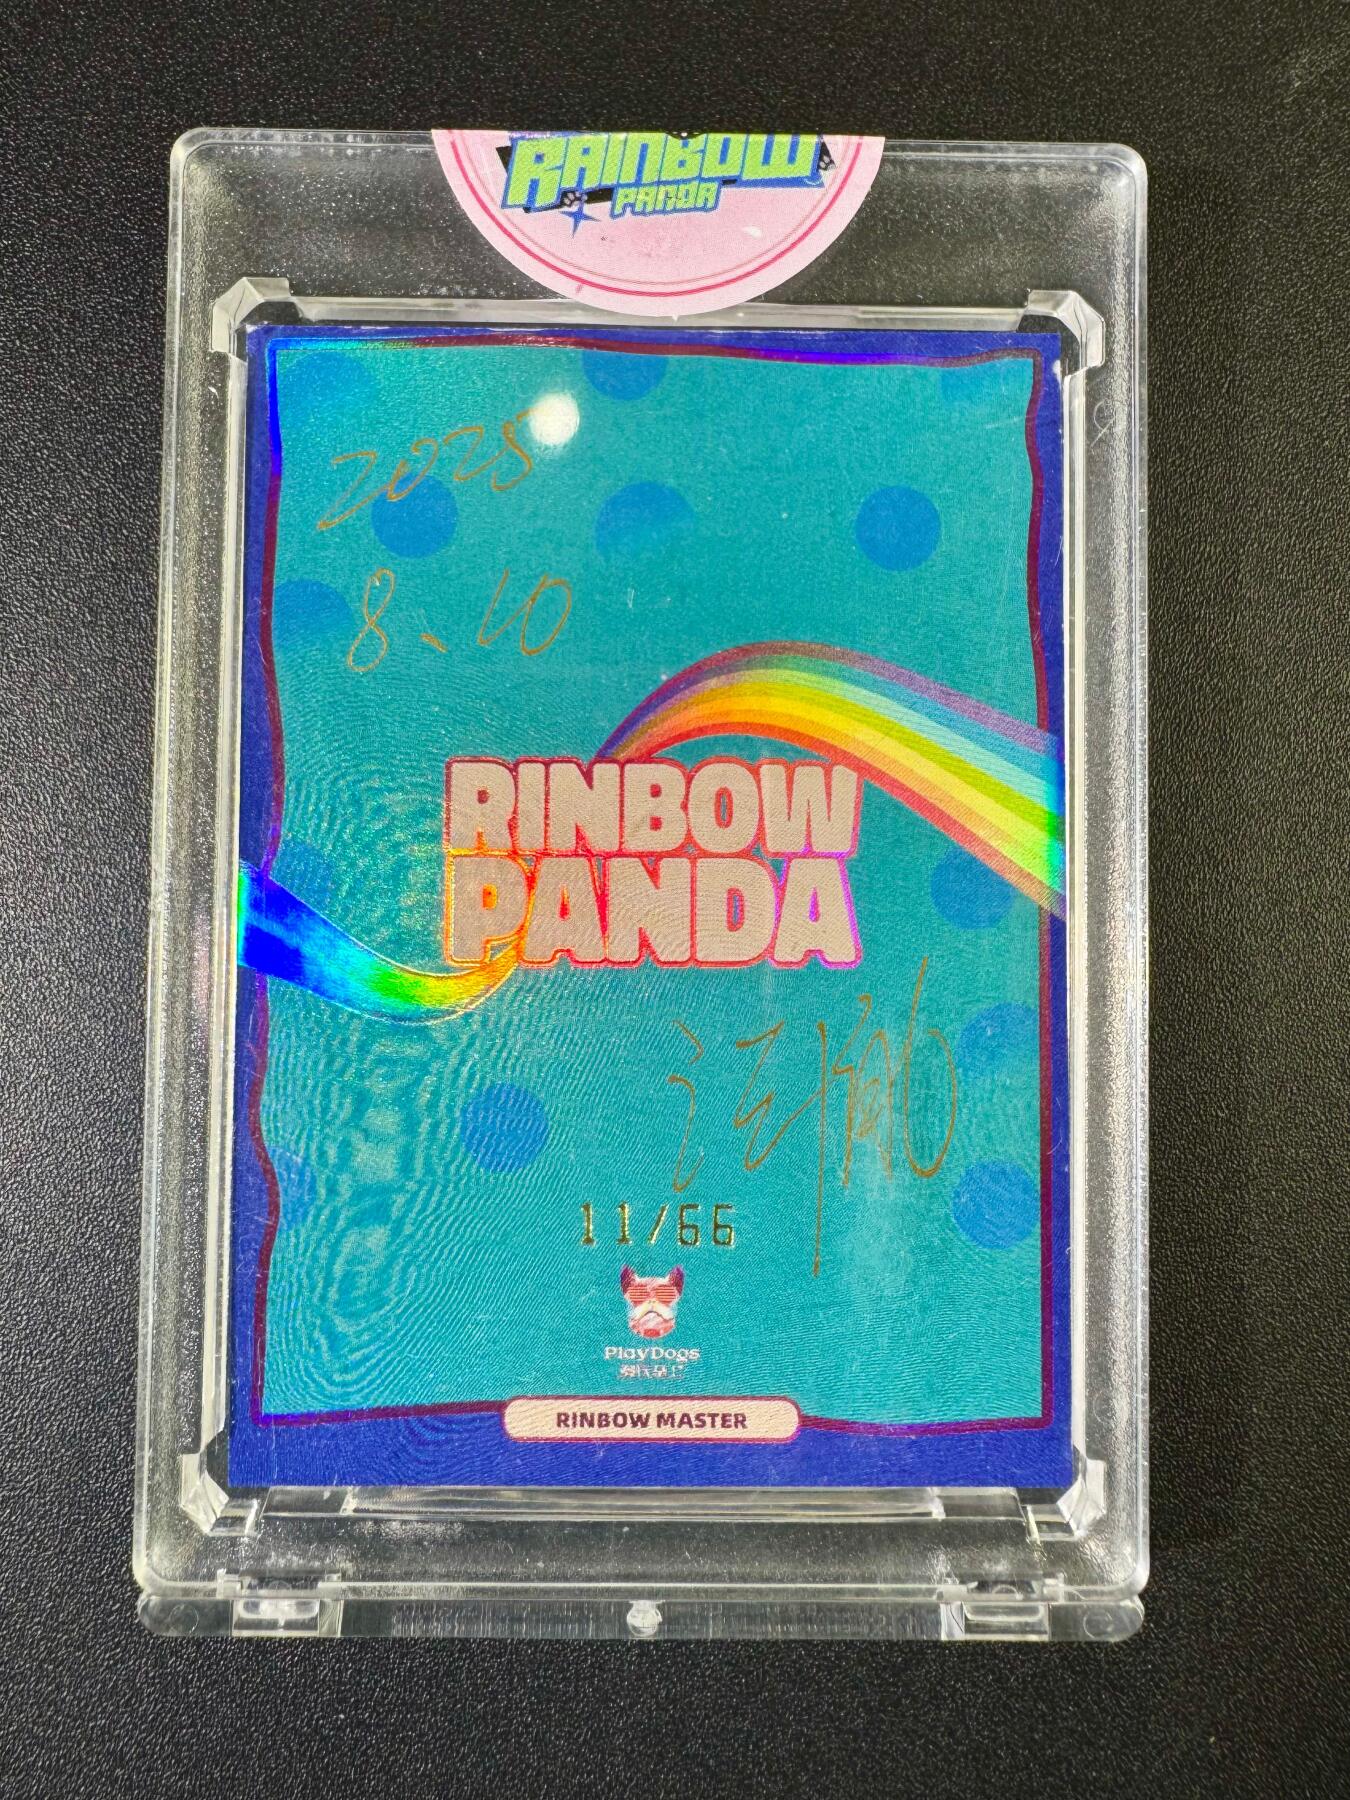 RAINBOW
PANDA
2025
8、10
RINBOW
PANDA
11/66
PlayDogs
RINBOW MASTER